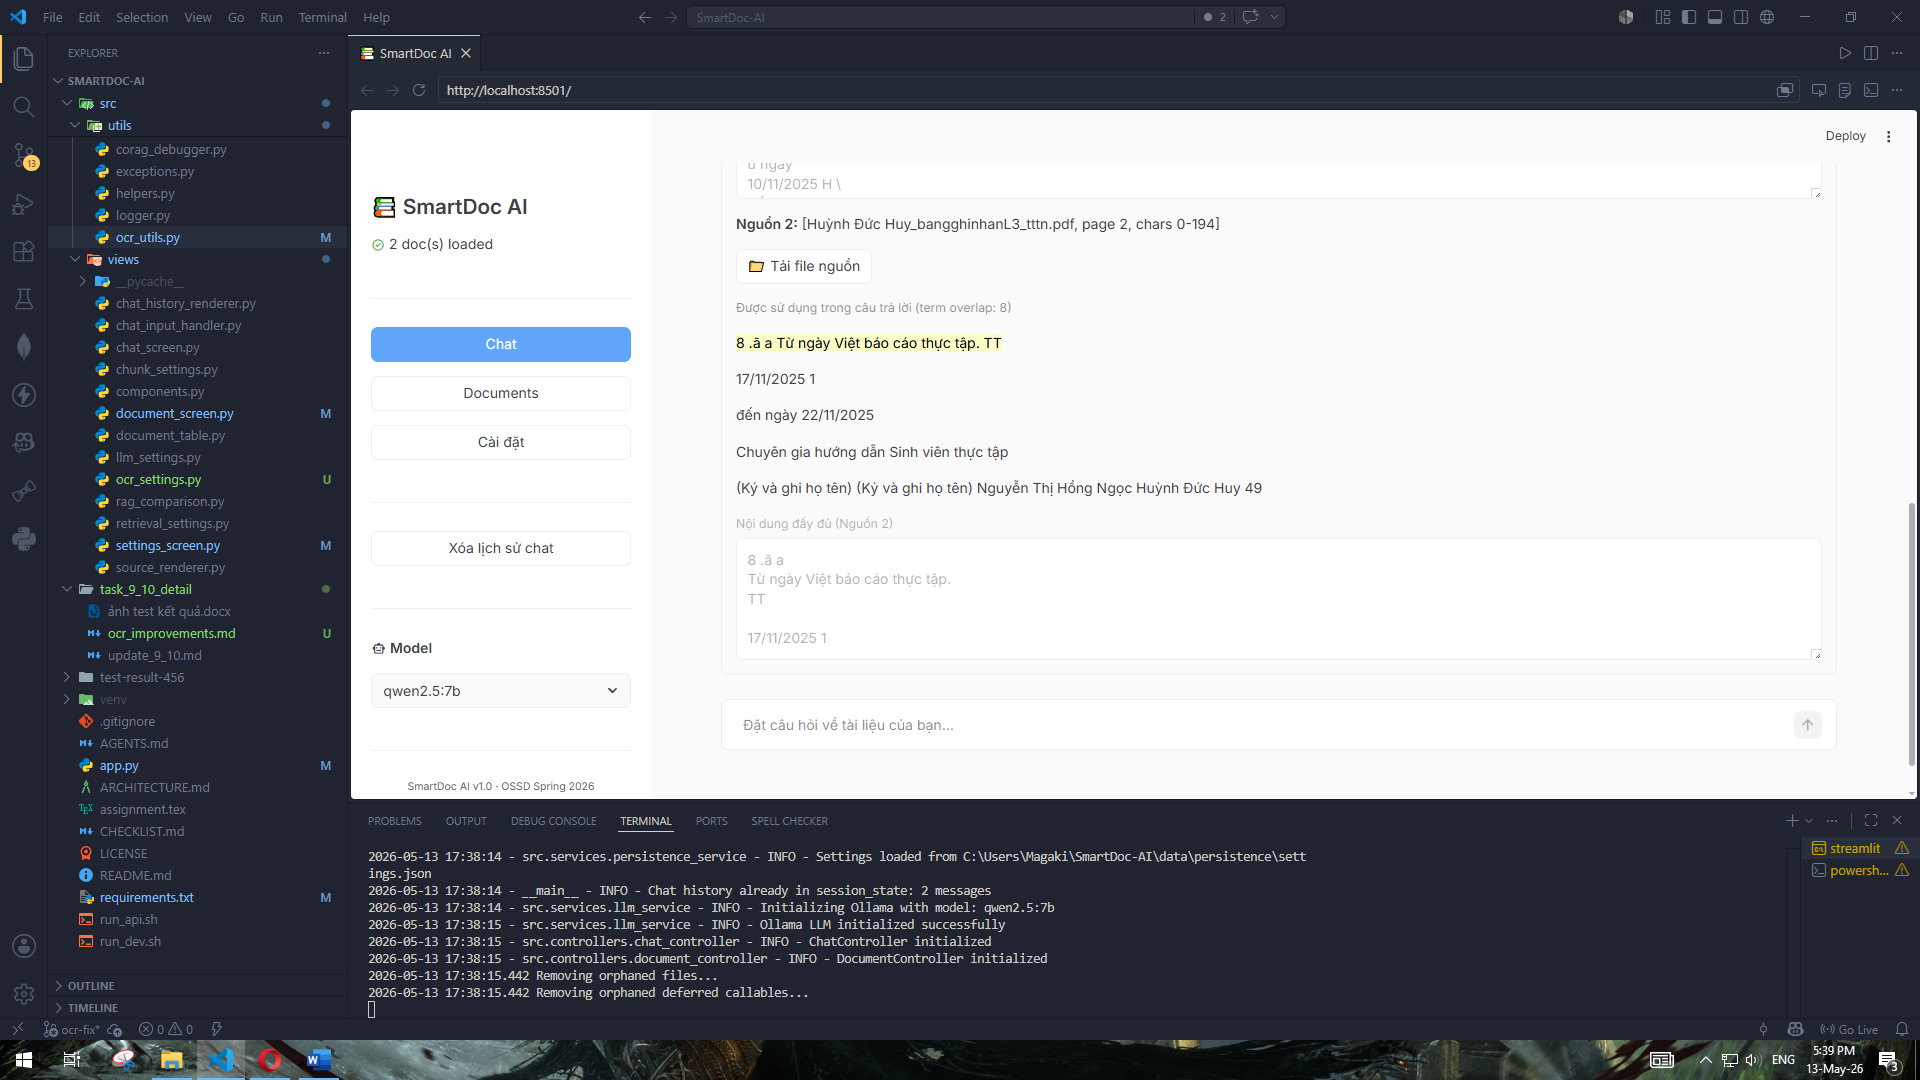 File Edit Selection View Go Run Terminal Help
SmartDoc-AI
2
EXPLORER
SmartDoc AI
SMARTDOC-AI
http://localhost:8501/
src
utils
corag_debugger.py
exceptions.py
helpers.py
logger.py
ocr_utils.py M
views
__pycache__
chat_history_renderer.py
chat_input_handler.py
chat_screen.py
chunk_settings.py
components.py
document_screen.py M
document_table.py
llm_settings.py
ocr_settings.py U
rag_comparison.py
retrieval_settings.py
settings_screen.py M
source_renderer.py
task_9_10_detail
ảnh test kết quả.docx
ocr_improvements.md U
update_9_10.md
test-result-456
venv
.gitignore
AGENTS.md
app.py M
ARCHITECTURE.md
assignment.tex
CHECKLIST.md
LICENSE
README.md
requirements.txt M
run_api.sh
run_dev.sh
OUTLINE
TIMELINE
13
SmartDoc AI
2 doc(s) loaded
Chat
Documents
Cài đặt
Xóa lịch sử chat
Model
qwen2.5:7b
SmartDoc AI v1.0 · OSSD Spring 2026
Deploy
10/11/2025 H \
Nguồn 2: [Huỳnh Đức Huy_bangghinhanL3_tttn.pdf, page 2, chars 0-194]
Tải file nguồn
Được sử dụng trong câu trả lời (term overlap: 8)
8 .ă a Từ ngày Việt báo cáo thực tập. TT
17/11/2025 1
đến ngày 22/11/2025
Chuyên gia hướng dẫn Sinh viên thực tập
(Ký và ghi họ tên) (Kỷ và ghi họ tên) Nguyễn Thị Hồng Ngọc Huỳnh Đức Huy 49
Nội dung đầy đủ (Nguồn 2)
8 .ă a
Từ ngày Việt báo cáo thực tập.
TT
17/11/2025 1
Đặt câu hỏi về tài liệu của bạn...
PROBLEMS OUTPUT DEBUG CONSOLE TERMINAL PORTS SPELL CHECKER
2026-05-13 17:38:14 - src.services.persistence_service - INFO - Settings loaded from C:\Users\Magaki\SmartDoc-AI\data\persistence\sett
ings.json
2026-05-13 17:38:14 - __main__ - INFO - Chat history already in session_state: 2 messages
2026-05-13 17:38:14 - src.services.llm_service - INFO - Initializing Ollama with model: qwen2.5:7b
2026-05-13 17:38:15 - src.services.llm_service - INFO - Ollama LLM initialized successfully
2026-05-13 17:38:15 - src.controllers.chat_controller - INFO - ChatController initialized
2026-05-13 17:38:15 - src.controllers.document_controller - INFO - DocumentController initialized
2026-05-13 17:38:15.442 Removing orphaned files...
2026-05-13 17:38:15.442 Removing orphaned deferred callables...
streamlit
powersh...
ocr-fix* 0 0
Go Live
ENG
5:39 PM
13-May-26
3